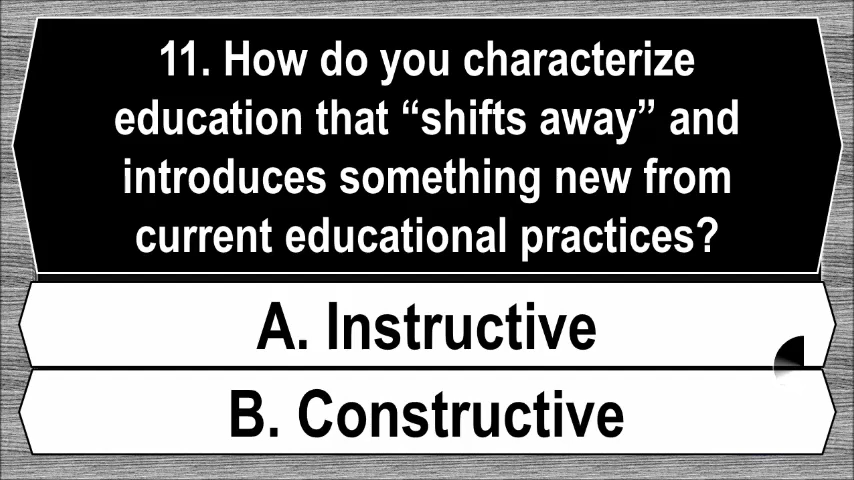 11. How do you characterize
education that “shifts away” and
introduces something new from
current educational practices?
A. Instructive
B. Constructive